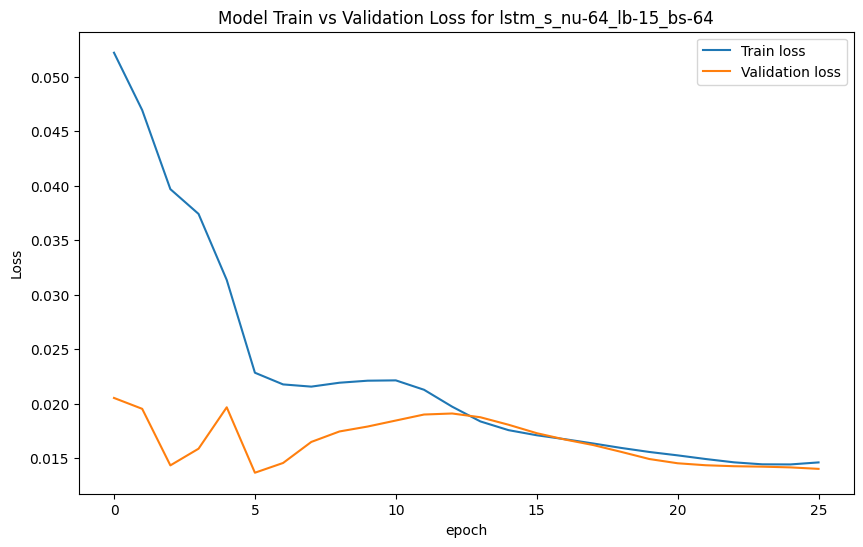 Model Train vs Validation Loss for lstm_s_nu-64_lb-15_bs-64
Train loss
Validation loss
0.050
0.045
0.040
0.035
0.030
0.025
0.020
0.015
Loss
0 5 10 15 20 25
epoch